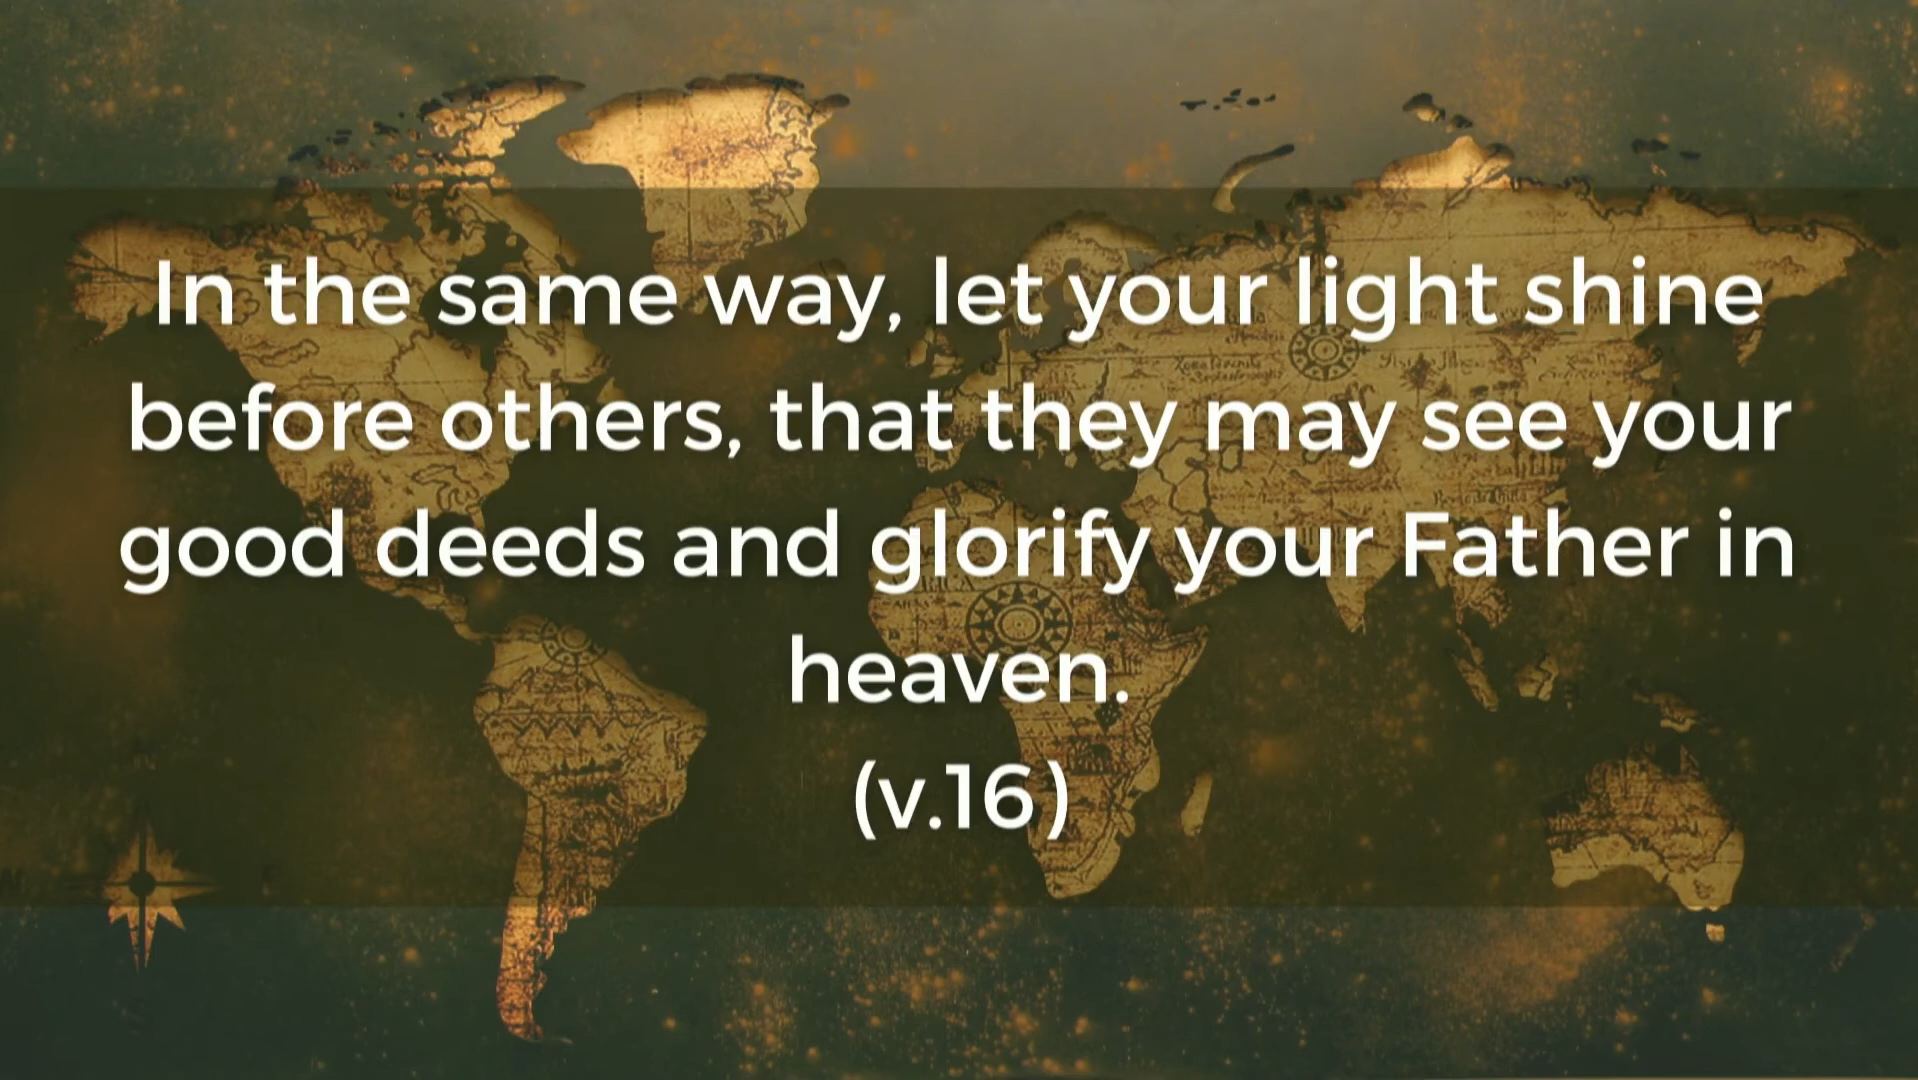 In the same way, let your light shine
before others, that they may see your
good deeds and glorify your Father in
heaven.
(v.16)